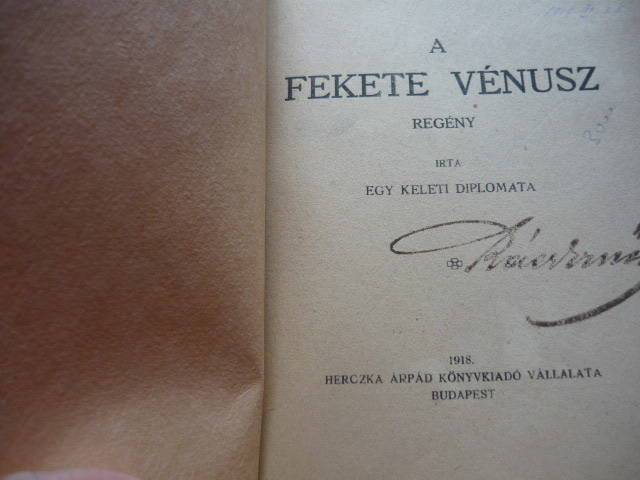 A
FEKETE VÉNUSZ
REGÉNY
IRTA
EGY KELETI DIPLOMATA
1918.
HERCZKA ÁRPÁD KÖNYVKIADÓ VÁLLALATA
BUDAPEST